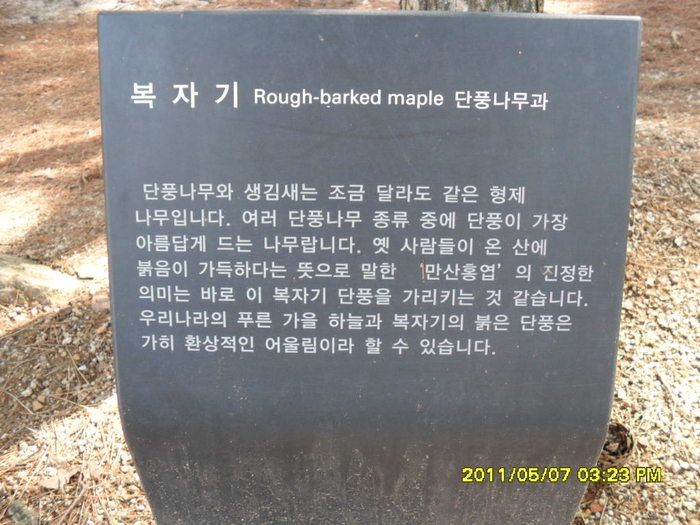 복 자 기 Rough-barked maple 단풍나무과
단풍나무와 생김새는 조금 달라도 같은 형제
나무입니다. 여러 단풍나무 종류 중에 단풍이 가장
아름답게 드는 나무랍니다. 옛 사람들이 온 산에
붉음이 가득하다는 뜻으로 말한 '만산홍엽'의 진정한
의미는 바로 이 복자기 단풍을 가리키는 것 같습니다.
우리나라의 푸른 가을 하늘과 복자기의 붉은 단풍은
가히 환상적인 어울림이라 할 수 있습니다.
2011/05/07 03:23 PM